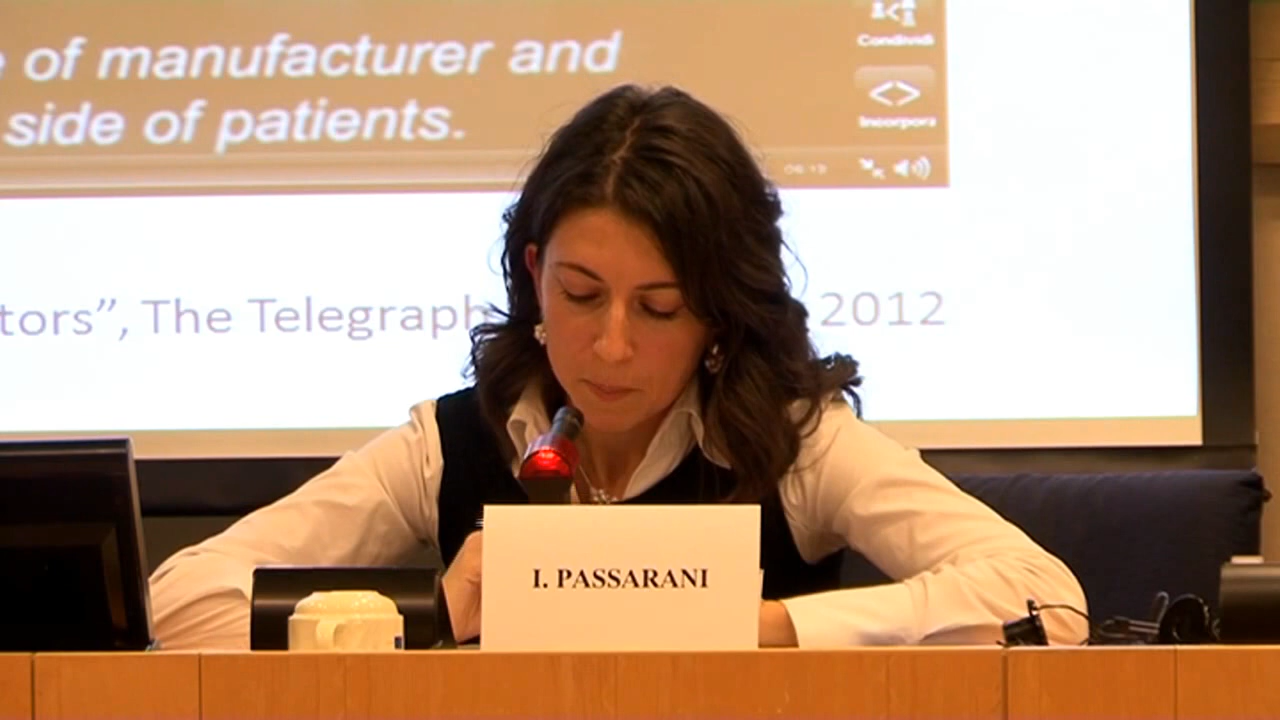 of manufacturer and
side of patients.
Condividi
Incorpora
tors”, The Telegraph
2012
I. PASSARANI